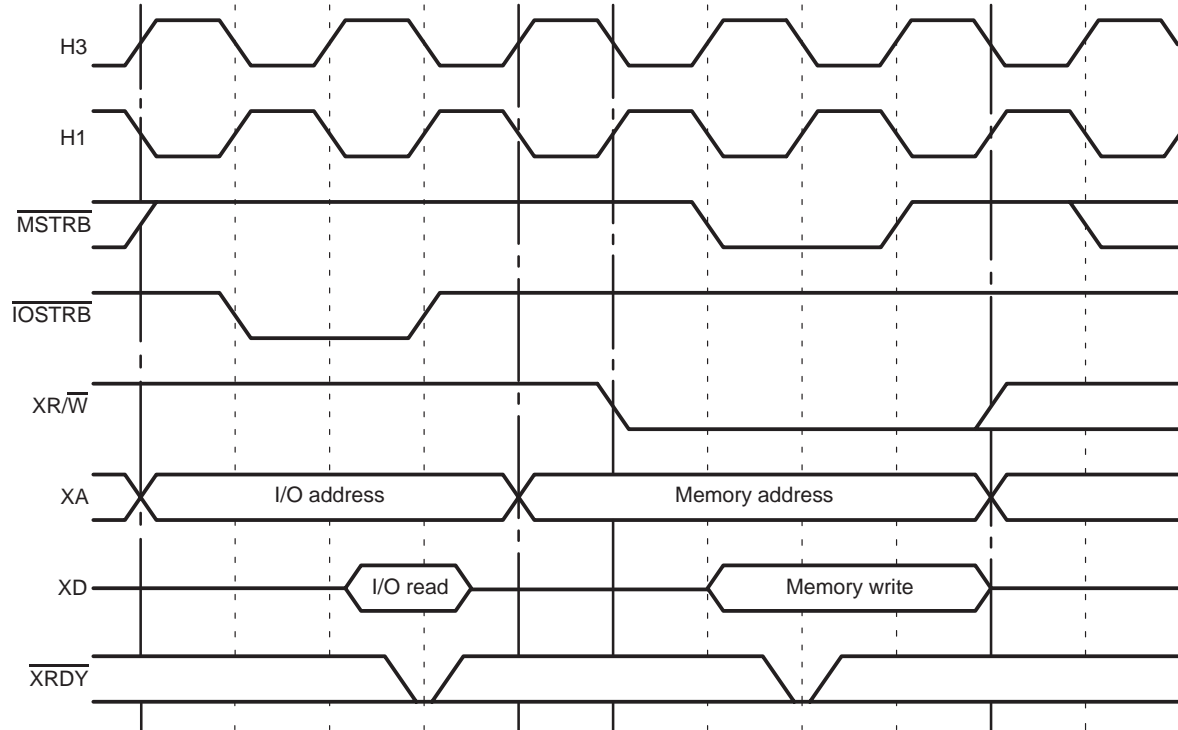 H3
H1
MSTRB
IOSTRB
XR/W
XA
I/O address
Memory address
XD
I/O read
Memory write
XRDY